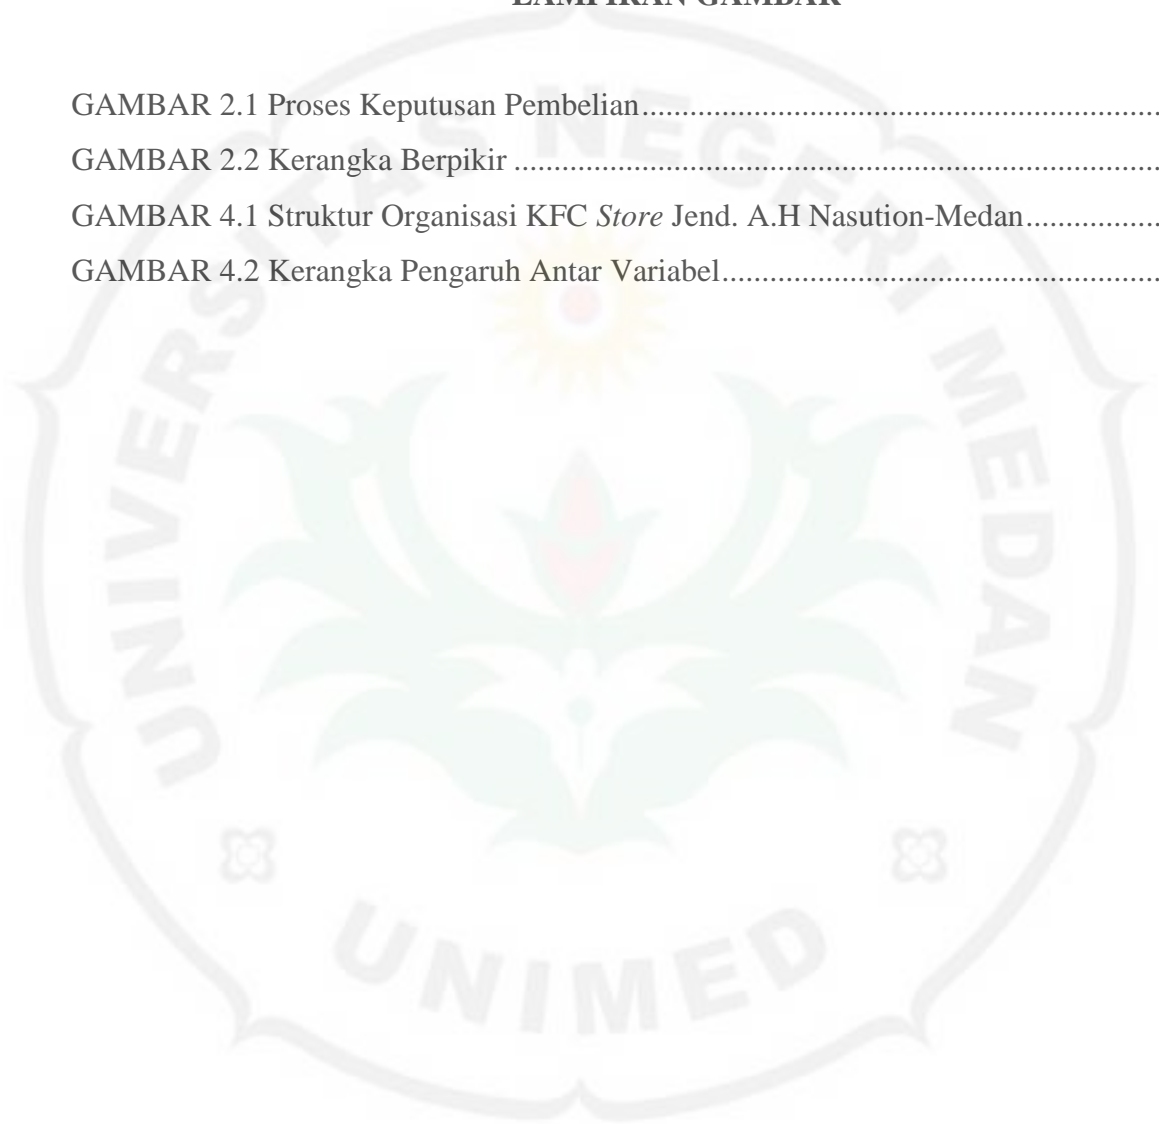 LAMPIRAN GAMBAR
GAMBAR 2.1 Proses Keputusan Pembelian................................................................
GAMBAR 2.2 Kerangka Berpikir ................................................................................
GAMBAR 4.1 Struktur Organisasi KFC Store Jend. A.H Nasution-Medan.................
GAMBAR 4.2 Kerangka Pengaruh Antar Variabel......................................................
UNIVERSITAS NEGERI MEDAN
UNIMED